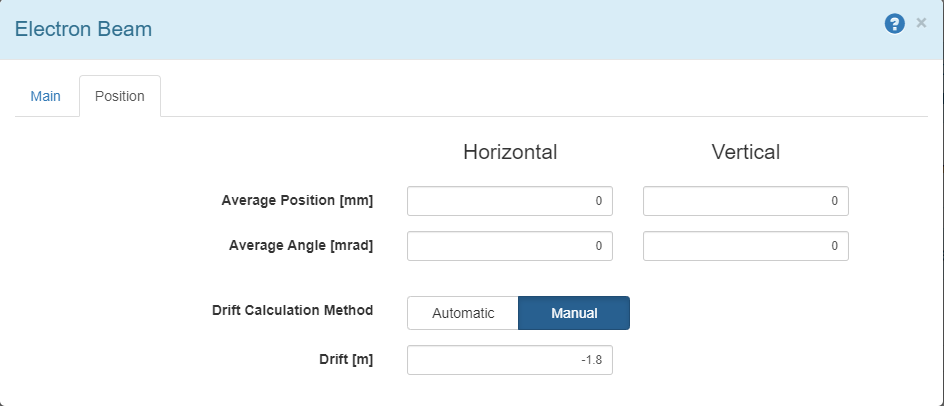 Electron Beam
? ×
Main Position
Horizontal Vertical
Average Position [mm] 0 0
Average Angle [mrad] 0 0
Drift Calculation Method Automatic Manual
Drift [m] -1.8